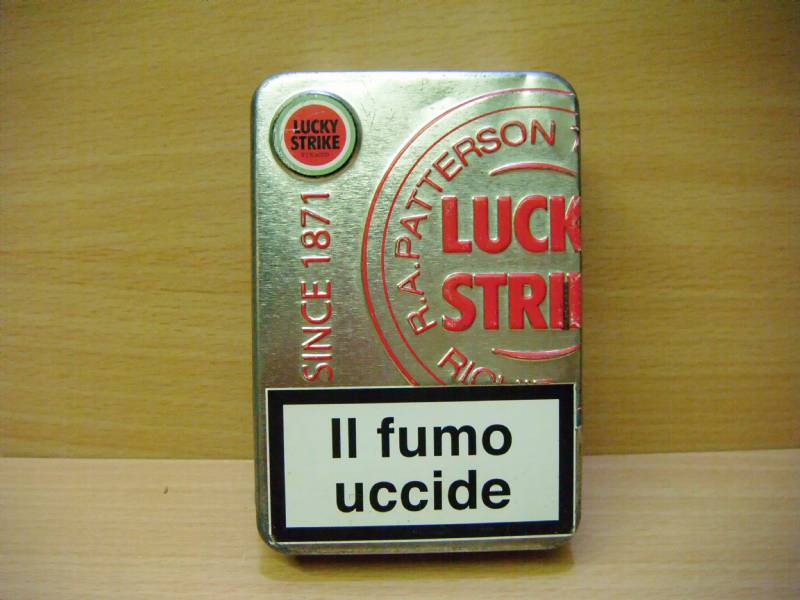 LUCKY
STRIKE
SINCE 1871
R.A. PATTERSON
LUCK
STRI
Il fumo
uccide